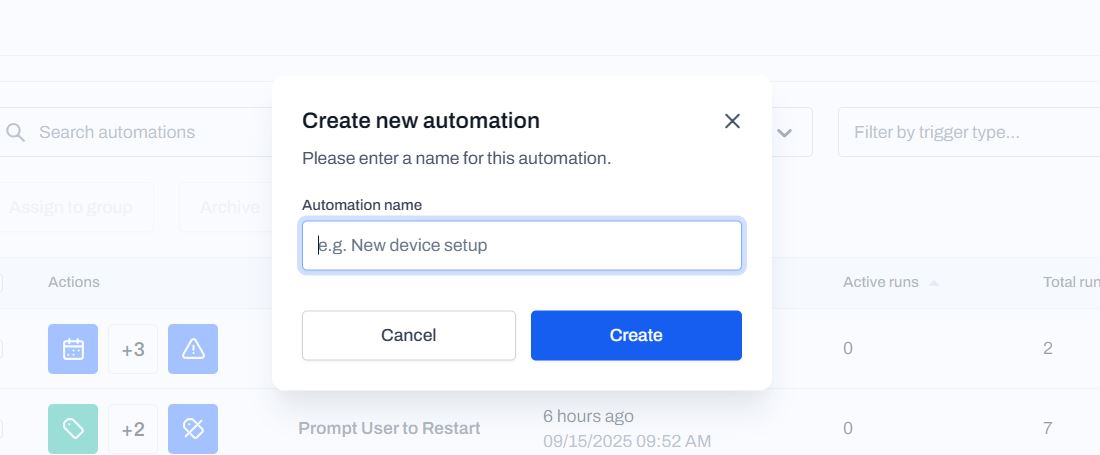 Create new automation
Please enter a name for this automation.
Automation name
e.g. New device setup
Cancel
Create
Search automations
Filter by trigger type...
Assign to group
Archive
Actions
Active runs
Total run
+3
0
2
+2
Prompt User to Restart
6 hours ago
09/15/2025 09:52 AM
0
7